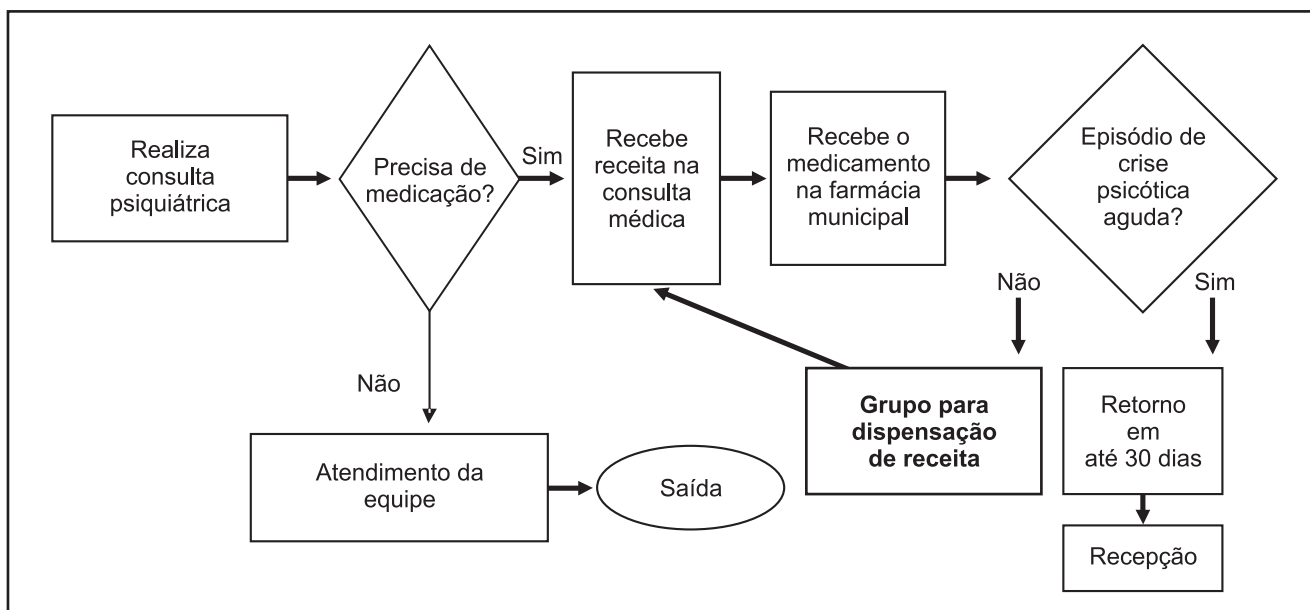 Realiza
consulta
psiquiátrica
Precisa de
medicação?
Sim
Recebe
receita na
consulta
médica
Recebe o
medicamento
na farmácia
municipal
Episódio de
crise
psicótica
aguda?
Não
Sim
Não
Grupo para
dispensação
de receita
Retorno
em
até 30 dias
Atendimento da
equipe
Saída
Recepção